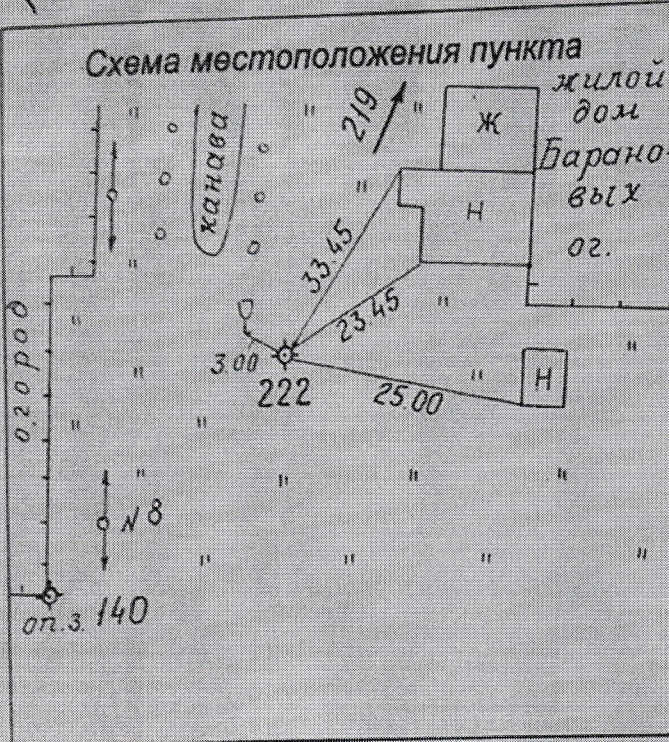 Схема местоположения пункта
219
канава
Ж
жилой
дом
Барано-
вых
ог.
Н
33.45
23.45
огород
3.00
222
25.00
Н
N 8
оп.з. 140